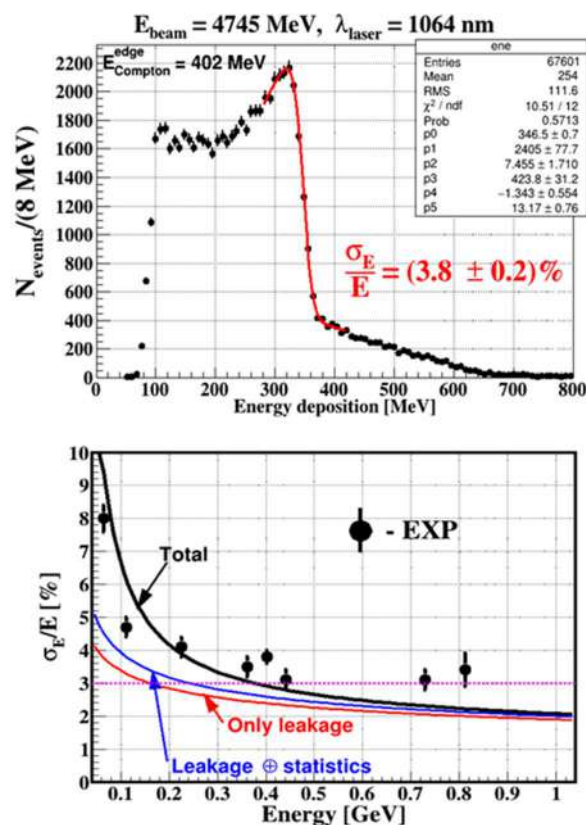 E_beam = 4745 MeV, λ_laser = 1064 nm
E^edge_Compton = 402 MeV
ene
Entries 67601
Mean 254
RMS 111.6
χ² / ndf 10.51 / 12
Prob 0.5713
p0 346.5 ± 0.7
p1 2405 ± 77.7
p2 7.455 ± 1.710
p3 423.8 ± 31.2
p4 −1.343 ± 0.554
p5 13.17 ± 0.76
2200
2000
1800
1600
1400
1200
1000
800
600
400
200
0
N_events/(8 MeV)
σ_E/E = (3.8 ± 0.2)%
0 100 200 300 400 500 600 700 800
Energy deposition [MeV]
10
9
8
7
6
5
4
3
2
1
0
σ_E/E [%]
- EXP
Total
Only leakage
Leakage ⊕ statistics
0.1 0.2 0.3 0.4 0.5 0.6 0.7 0.8 0.9 1
Energy [GeV]